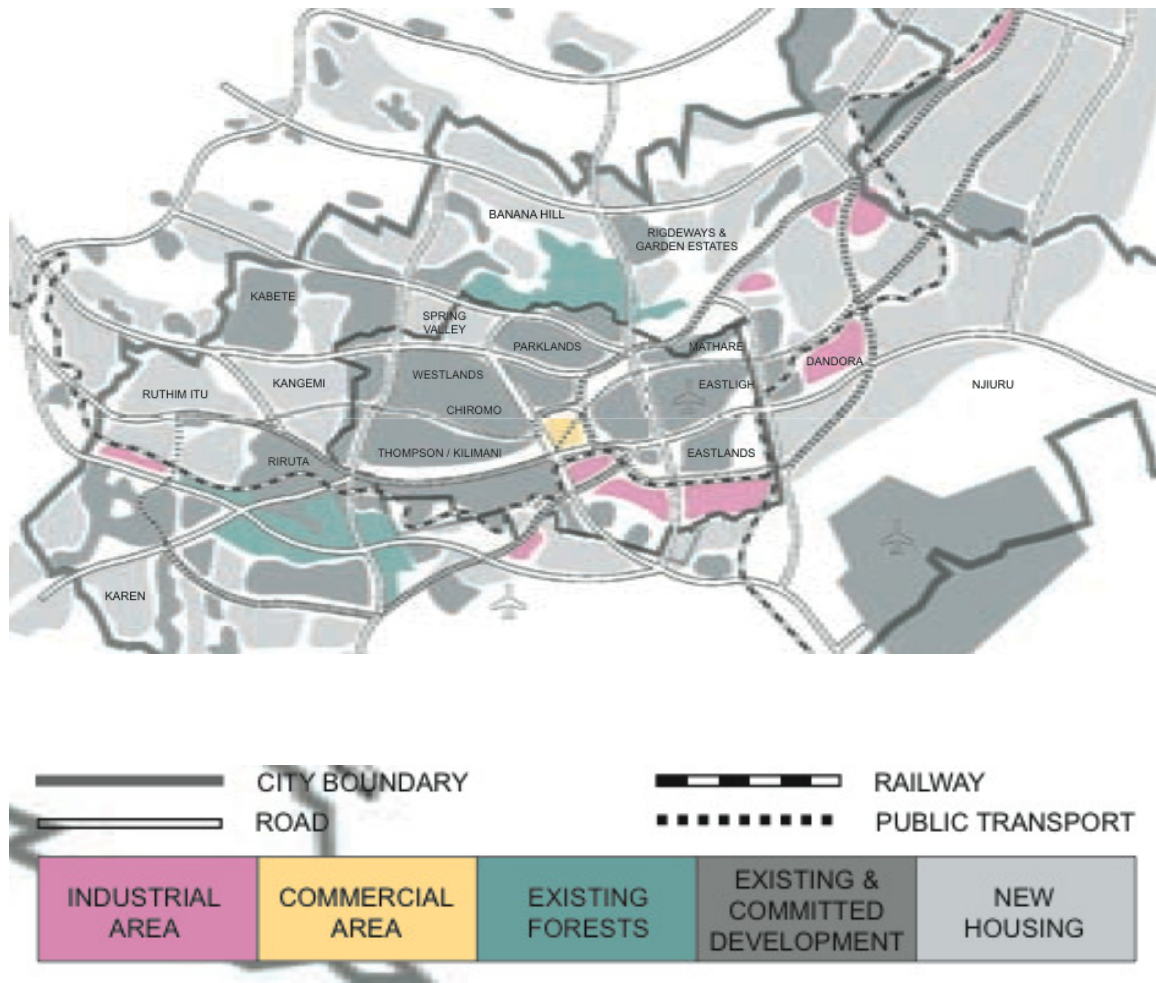 BANANA HILL
RIGDEWAYS &
GARDEN ESTATES
KABETE
SPRING
VALLEY
PARKLANDS
MATHARE
DANDORA
WESTLANDS
EASTLIGH
NJIURU
RUTHIM ITU
KANGEMI
CHIROMO
THOMPSON / KILIMANI
EASTLANDS
RIRUTA
KAREN
CITY BOUNDARY
RAILWAY
ROAD
PUBLIC TRANSPORT
INDUSTRIAL
AREA
COMMERCIAL
AREA
EXISTING
FORESTS
EXISTING &
COMMITTED
DEVELOPMENT
NEW
HOUSING